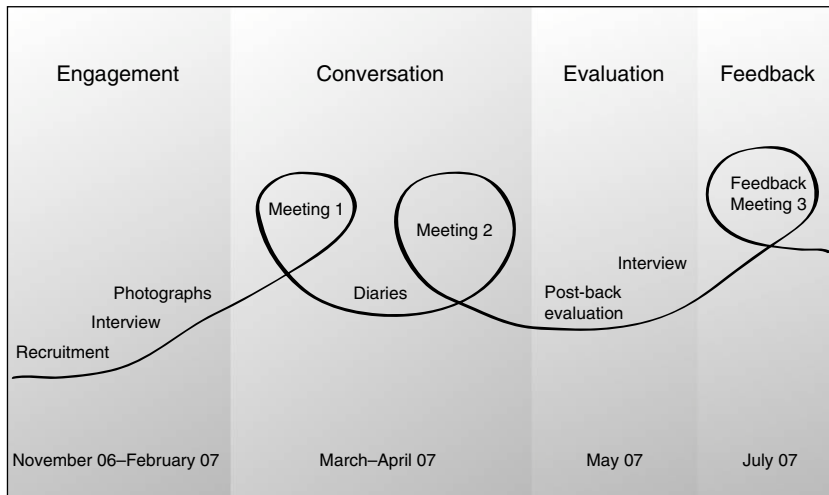 Engagement
Conversation
Evaluation
Feedback
Feedback
Meeting 3
Meeting 1
Meeting 2
Interview
Photographs
Diaries
Post-back
evaluation
Interview
Recruitment
November 06–February 07
March–April 07
May 07
July 07